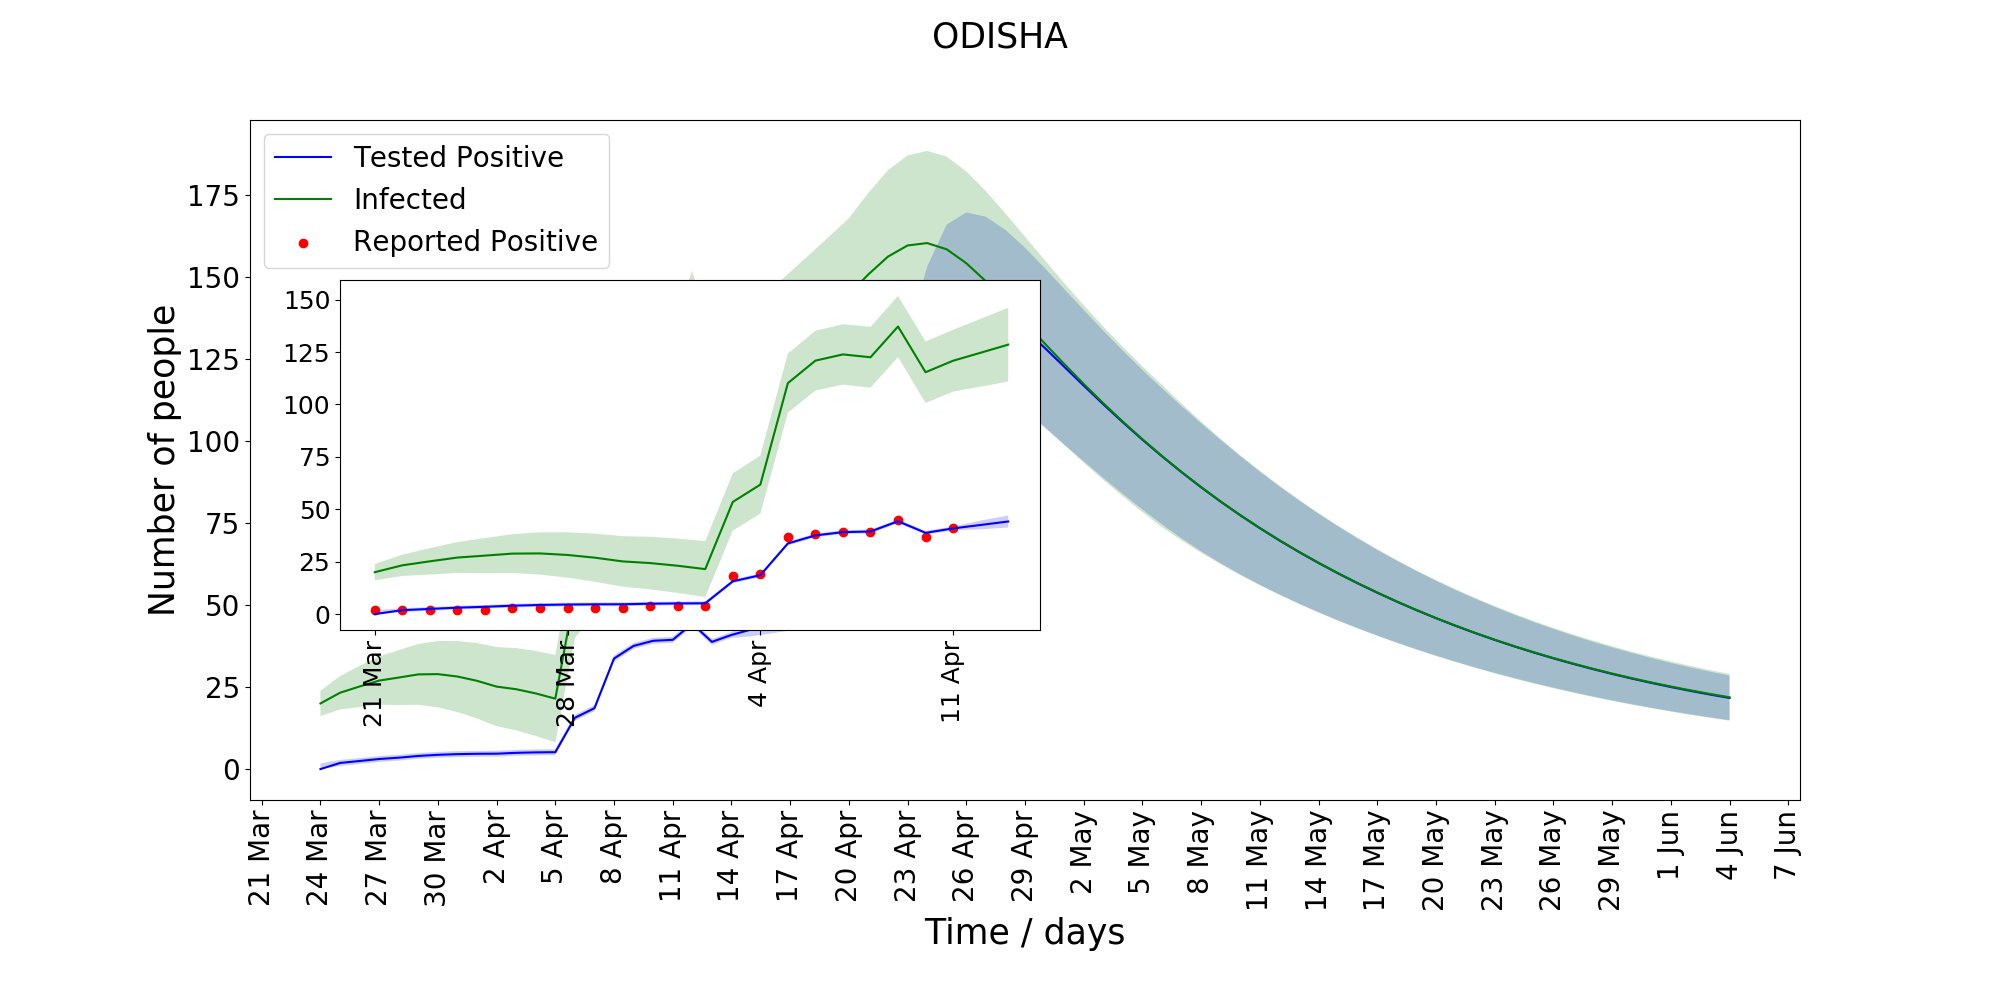 ODISHA
Tested Positive
Infected
Reported Positive
Number of people
175
150
125
100
75
50
25
0
150
125
100
75
50
25
0
21 Mar
28 Mar
4 Apr
11 Apr
21 Mar
24 Mar
27 Mar
30 Mar
2 Apr
5 Apr
8 Apr
11 Apr
14 Apr
17 Apr
20 Apr
23 Apr
26 Apr
29 Apr
2 May
5 May
8 May
11 May
14 May
17 May
20 May
23 May
26 May
29 May
1 Jun
4 Jun
7 Jun
Time / days